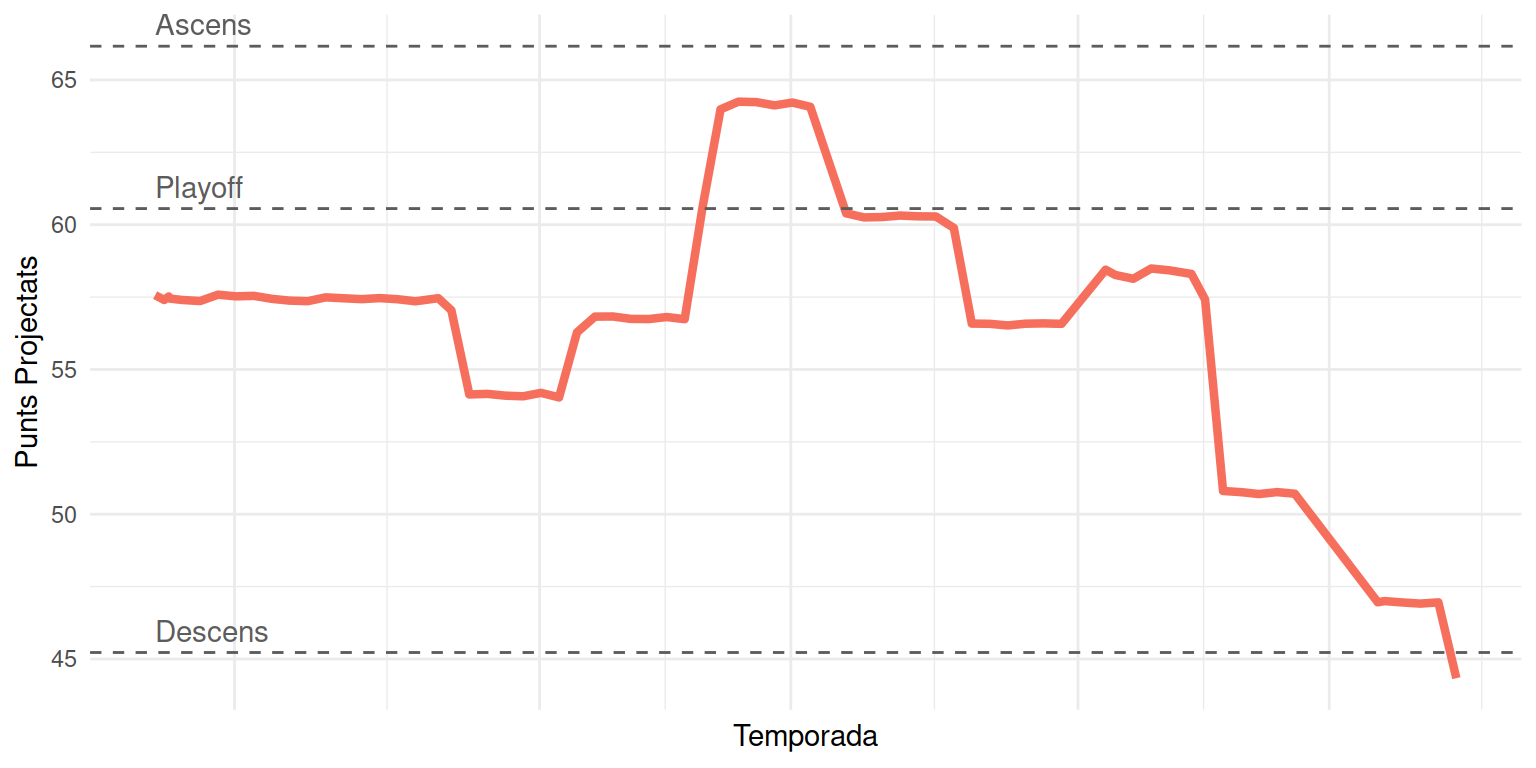 Ascens
65
Playoff
60
55
50
Descens
45
Punts Projectats
Temporada